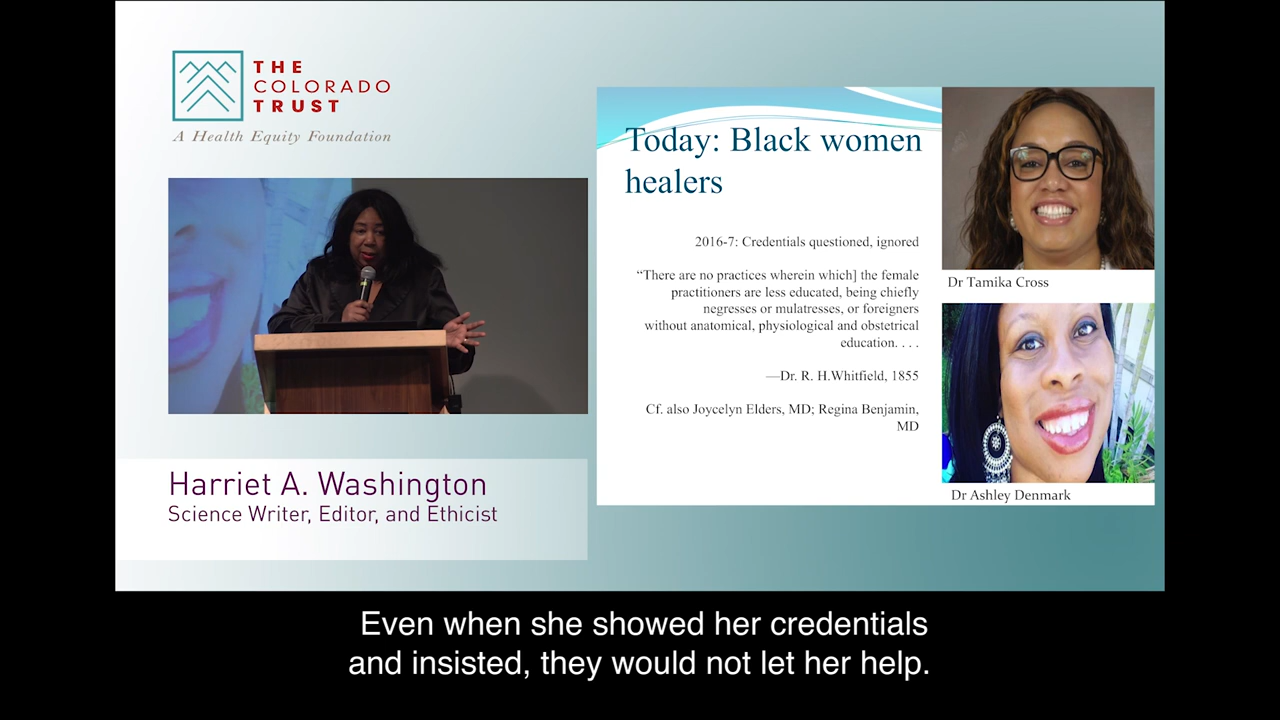 THE
COLORADO
TRUST
A Health Equity Foundation
Harriet A. Washington
Science Writer, Editor, and Ethicist
Today: Black women
healers
2016-7: Credentials questioned, ignored
“There are no practices wherein which] the female
practitioners are less educated, being chiefly
negresses or mulatresses, or foreigners
without anatomical, physiological and obstetrical
education. . . .
—Dr. R. H.Whitfield, 1855
Cf. also Joycelyn Elders, MD; Regina Benjamin,
MD
Dr Tamika Cross
Dr Ashley Denmark
Even when she showed her credentials
and insisted, they would not let her help.